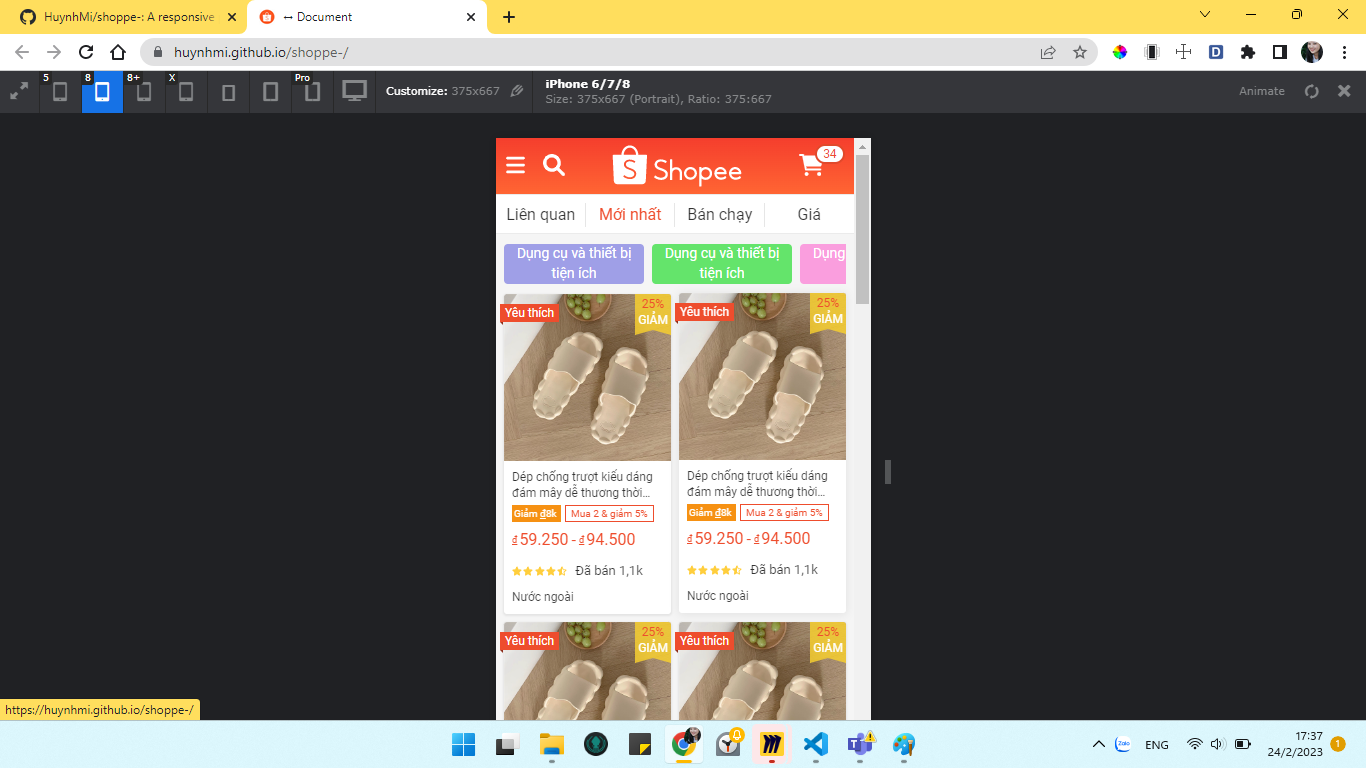 HuynhMi/shoppe-: A responsive
↔ Document
huynhmi.github.io/shoppe-/
5
8
8+
X
Pro
Customize: 375x667
iPhone 6/7/8
Size: 375x667 (Portrait), Ratio: 375:667
Animate
Shopee
34
Liên quan
Mới nhất
Bán chạy
Giá
Dụng cụ và thiết bị
tiện ích
Dụng cụ và thiết bị
tiện ích
Dụng
Yêu thích
25%
GIẢM
Dép chống trượt kiểu dáng
đám mây dễ thương thời...
Giảm ₫8k
Mua 2 & giảm 5%
₫59.250 - ₫94.500
Đã bán 1,1k
Nước ngoài
Yêu thích
25%
GIẢM
Dép chống trượt kiểu dáng
đám mây dễ thương thời...
Giảm ₫8k
Mua 2 & giảm 5%
₫59.250 - ₫94.500
Đã bán 1,1k
Nước ngoài
Yêu thích
25%
GIẢM
Yêu thích
25%
GIẢM
https://huynhmi.github.io/shoppe-/
Zalo
ENG
17:37
24/2/2023
1